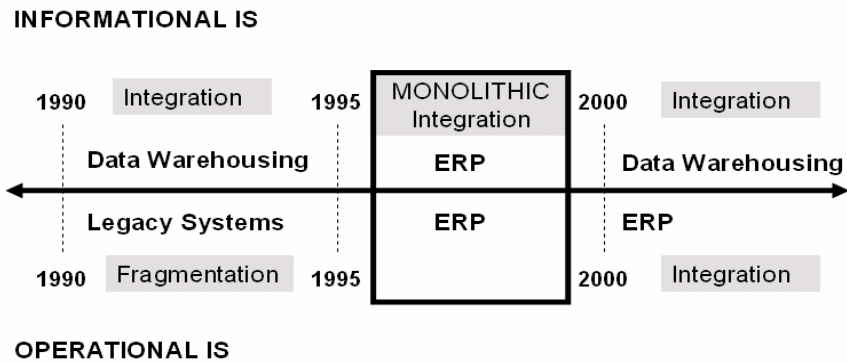 INFORMATIONAL IS
1990 Integration 1995 MONOLITHIC 2000 Integration
Integration
Data Warehousing ERP Data Warehousing
Legacy Systems ERP ERP
1990 Fragmentation 1995 2000 Integration
OPERATIONAL IS